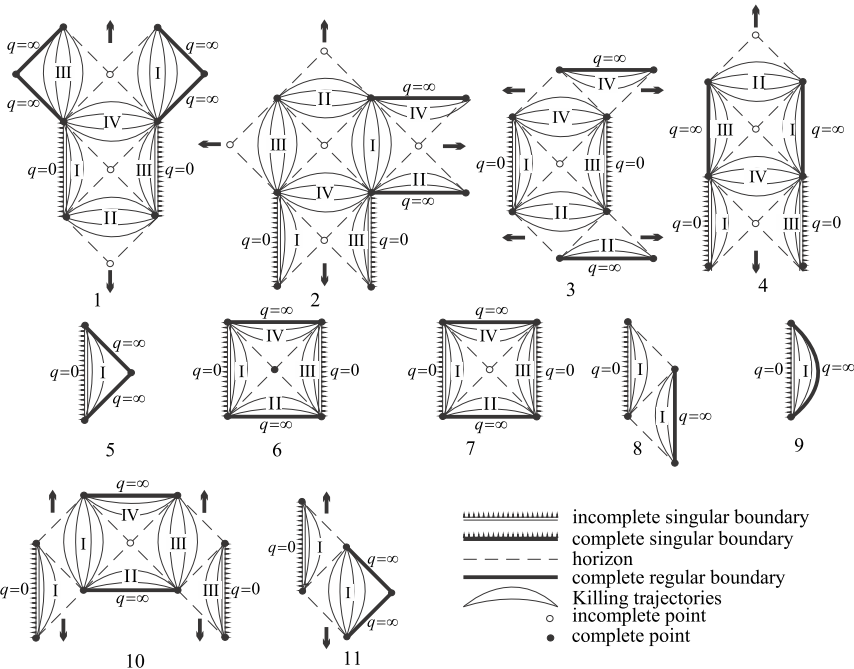 q=∞
q=∞
III
I
q=∞
q=∞
IV
q=0
I
III
q=0
II
1
II
q=∞
IV
III
I
IV
II
q=∞
q=0
I
III
q=0
2
q=∞
IV
IV
q=0
I
III
q=0
II
II
q=∞
3
II
q=∞
III
I
q=∞
IV
q=0
I
III
q=0
4
q=∞
q=0
I
q=∞
5
q=∞
IV
q=0
I
III
q=0
II
q=∞
6
q=∞
IV
q=0
I
III
q=0
II
q=∞
7
q=0
I
I
q=∞
8
q=0
I
q=∞
9
q=∞
IV
I
III
II
q=∞
q=0
I
III
q=0
10
q=0
I
q=∞
I
q=∞
11
incomplete singular boundary
complete singular boundary
horizon
complete regular boundary
Killing trajectories
incomplete point
complete point